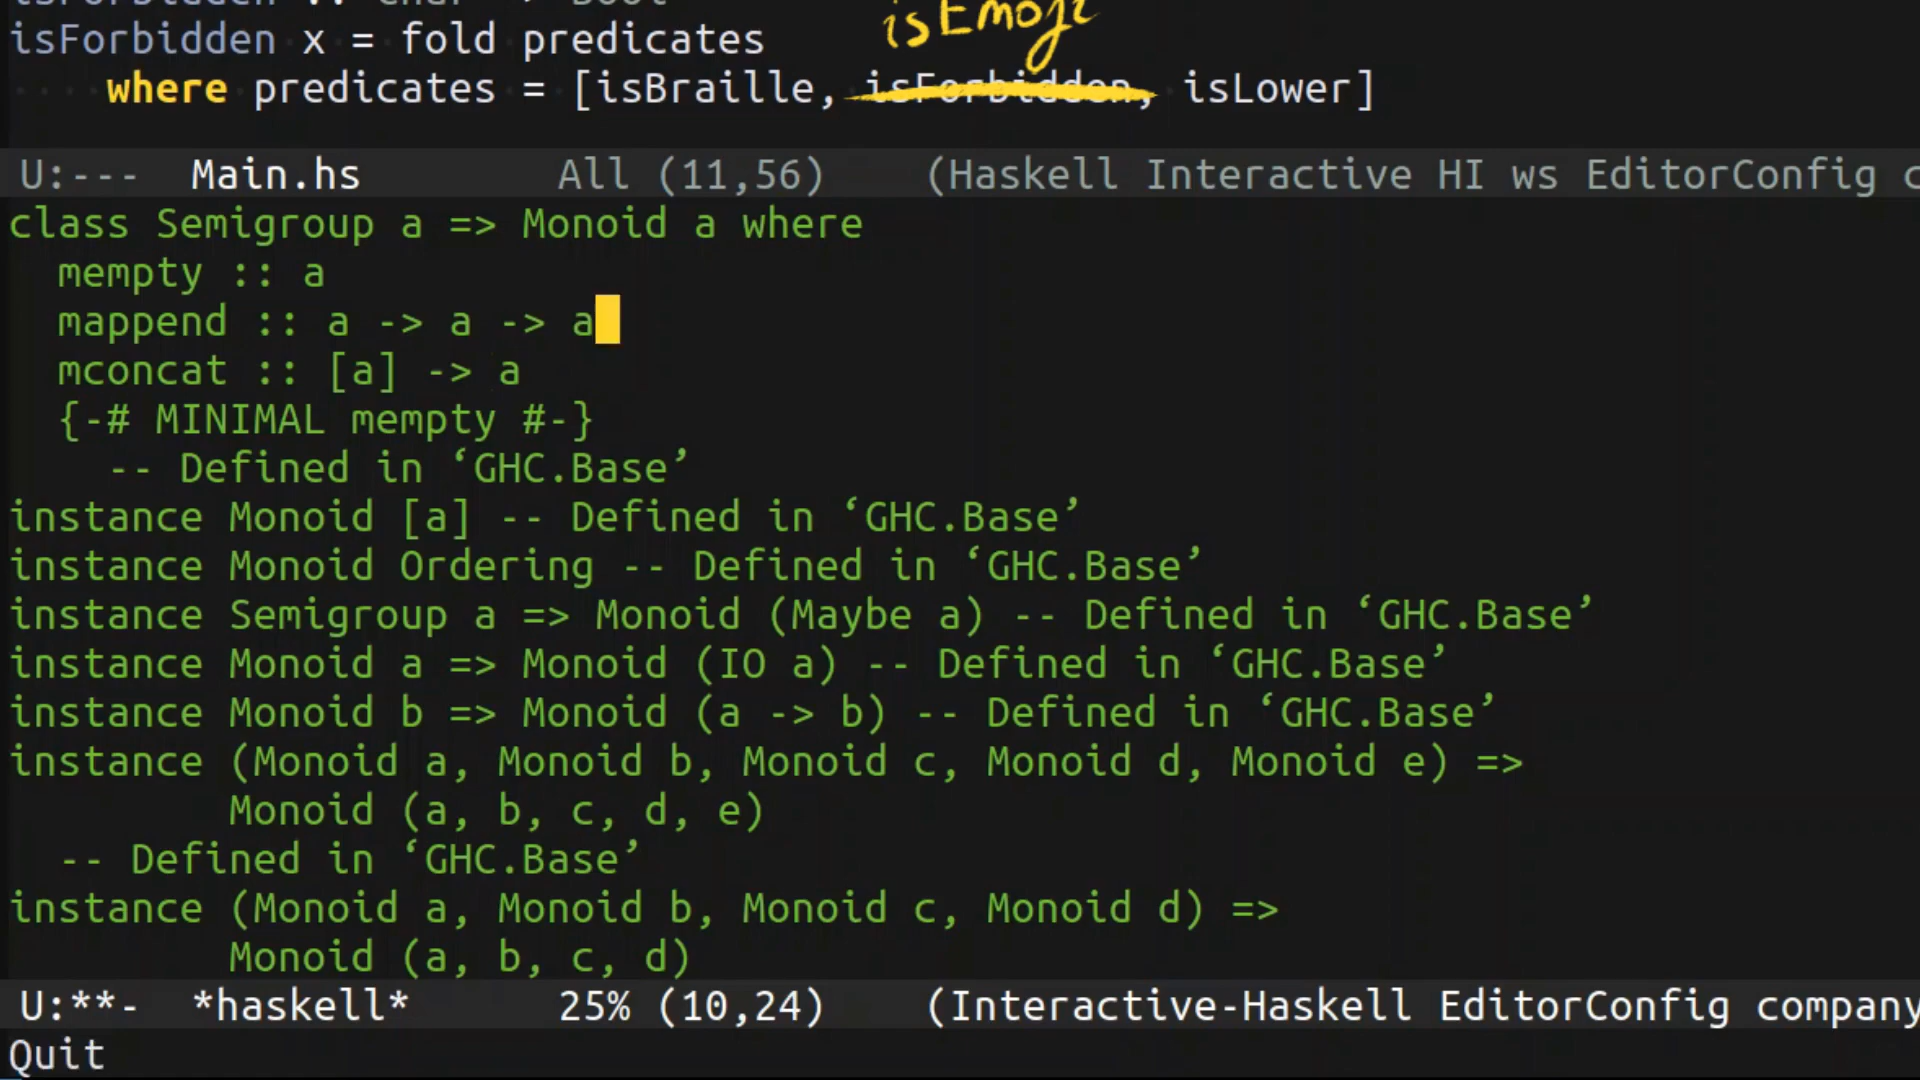 isForbidden :: Char -> Bool
isEmoji
isForbidden x = fold predicates
where predicates = [isBraille, isForbidden, isLower]
U:--- Main.hs All (11,56) (Haskell Interactive HI ws EditorConfig c
class Semigroup a => Monoid a where
mempty :: a
mappend :: a -> a -> a
mconcat :: [a] -> a
{-# MINIMAL mempty #-}
-- Defined in ‘GHC.Base’
instance Monoid [a] -- Defined in ‘GHC.Base’
instance Monoid Ordering -- Defined in ‘GHC.Base’
instance Semigroup a => Monoid (Maybe a) -- Defined in ‘GHC.Base’
instance Monoid a => Monoid (IO a) -- Defined in ‘GHC.Base’
instance Monoid b => Monoid (a -> b) -- Defined in ‘GHC.Base’
instance (Monoid a, Monoid b, Monoid c, Monoid d, Monoid e) =>
Monoid (a, b, c, d, e)
-- Defined in ‘GHC.Base’
instance (Monoid a, Monoid b, Monoid c, Monoid d) =>
Monoid (a, b, c, d)
U:**- *haskell* 25% (10,24) (Interactive-Haskell EditorConfig company
Quit